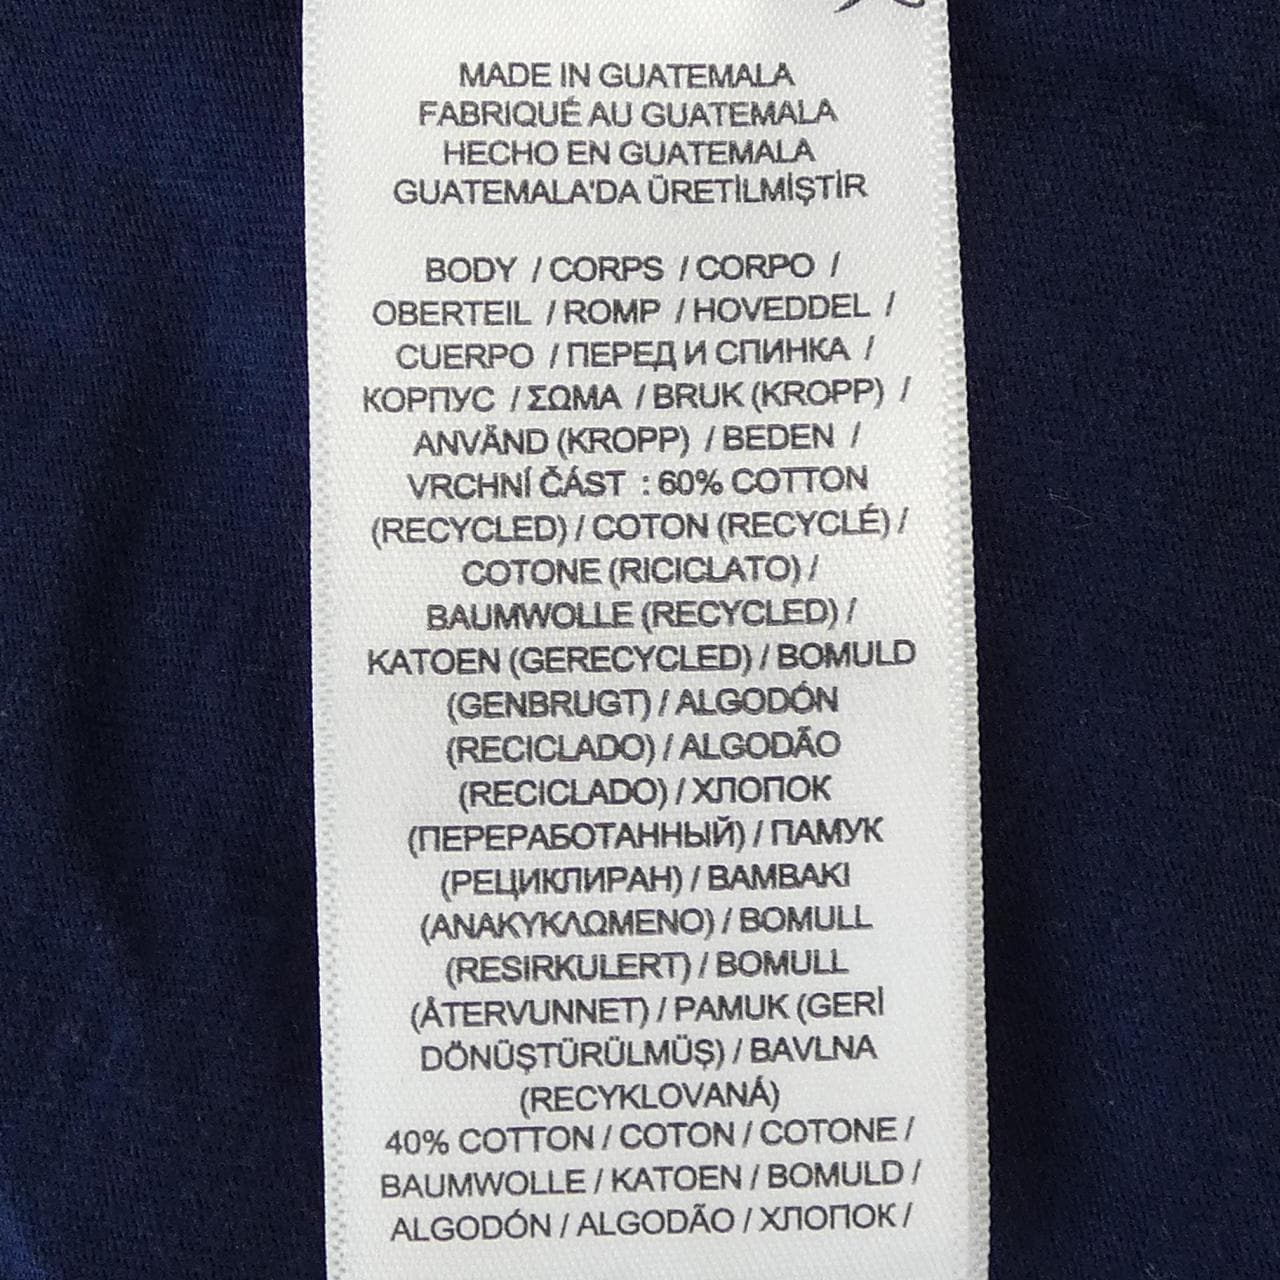 MADE IN GUATEMALA
FABRIQUÉ AU GUATEMALA
HECHO EN GUATEMALA
GUATEMALA'DA ÜRETİLMİŞTİR
BODY / CORPS / CORPO /
OBERTEIL / ROMP / HOVEDDEL /
CUERPO / ПЕРЕД И СПИНКА /
КОРПУС / ΣΩΜΑ / BRUK (KROPP) /
ANVÄND (KROPP) / BEDEN /
VRCHNÍ ČÁST : 60% COTTON
(RECYCLED) / COTON (RECYCLÉ) /
COTONE (RICICLATO) /
BAUMWOLLE (RECYCLED) /
KATOEN (GERECYCLED) / BOMULD
(GENBRUGT) / ALGODÓN
(RECICLADO) / ALGODÃO
(RECICLADO) / ХЛОПОК
(ПЕРЕРАБОТАННЫЙ) / ПАМУК
(РЕЦИКЛИРАН) / ΒΑΜΒΑΚΙ
(ΑΝΑΚΥΚΛΩΜΕΝΟ) / BOMULL
(RESIRKULERT) / BOMULL
(ÅTERVUNNET) / PAMUK (GERİ
DÖNÜŞTÜRÜLMÜŞ) / BAVLNA
(RECYKLOVANÁ)
40% COTTON / COTON / COTONE /
BAUMWOLLE / KATOEN / BOMULD /
ALGODÓN / ALGODÃO / ХЛОПОК /